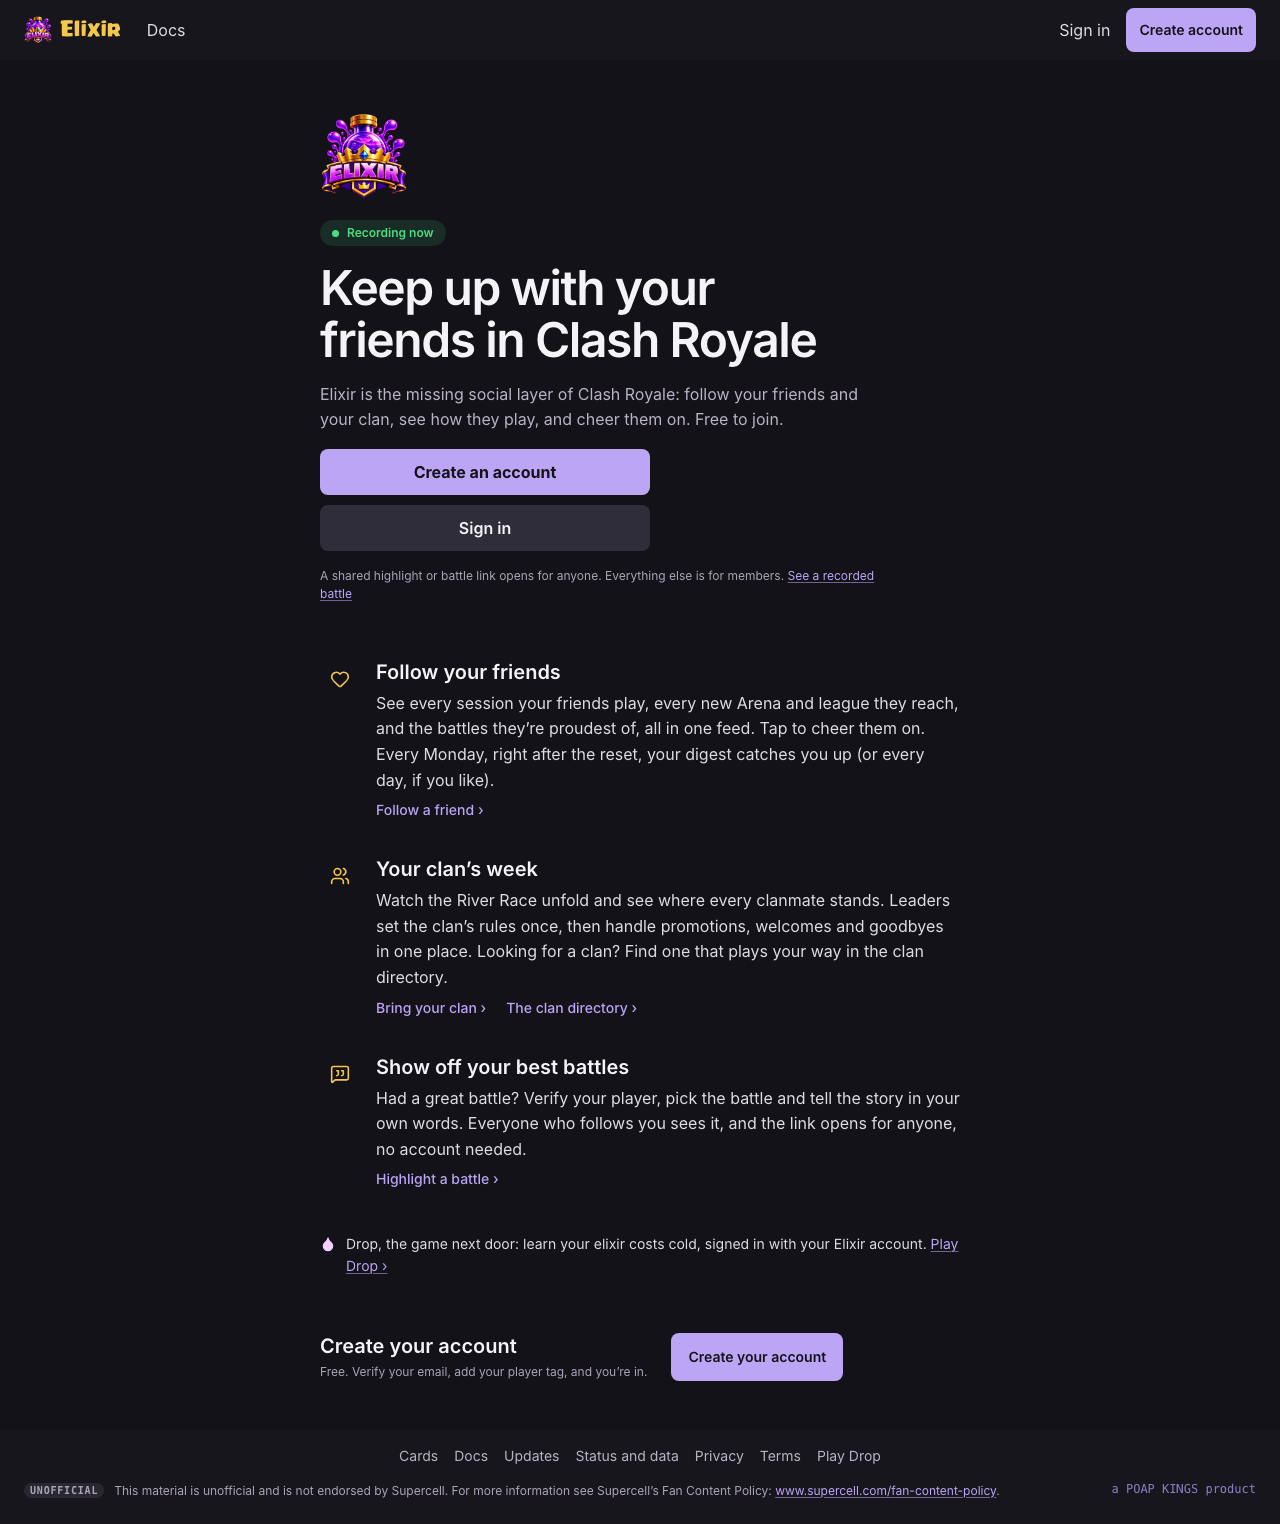 Elixir Docs Sign in Create account
ELIXIR
Recording now
Keep up with your
friends in Clash Royale
Elixir is the missing social layer of Clash Royale: follow your friends and
your clan, see how they play, and cheer them on. Free to join.
Create an account
Sign in
A shared highlight or battle link opens for anyone. Everything else is for members. See a recorded
battle
Follow your friends
See every session your friends play, every new Arena and league they reach,
and the battles they’re proudest of, all in one feed. Tap to cheer them on.
Every Monday, right after the reset, your digest catches you up (or every
day, if you like).
Follow a friend ›
Your clan’s week
Watch the River Race unfold and see where every clanmate stands. Leaders
set the clan’s rules once, then handle promotions, welcomes and goodbyes
in one place. Looking for a clan? Find one that plays your way in the clan
directory.
Bring your clan › The clan directory ›
Show off your best battles
Had a great battle? Verify your player, pick the battle and tell the story in your
own words. Everyone who follows you sees it, and the link opens for anyone,
no account needed.
Highlight a battle ›
Drop, the game next door: learn your elixir costs cold, signed in with your Elixir account. Play
Drop ›
Create your account
Free. Verify your email, add your player tag, and you’re in.
Create your account
Cards Docs Updates Status and data Privacy Terms Play Drop
UNOFFICIAL This material is unofficial and is not endorsed by Supercell. For more information see Supercell’s Fan Content Policy: www.supercell.com/fan-content-policy. a POAP KINGS product